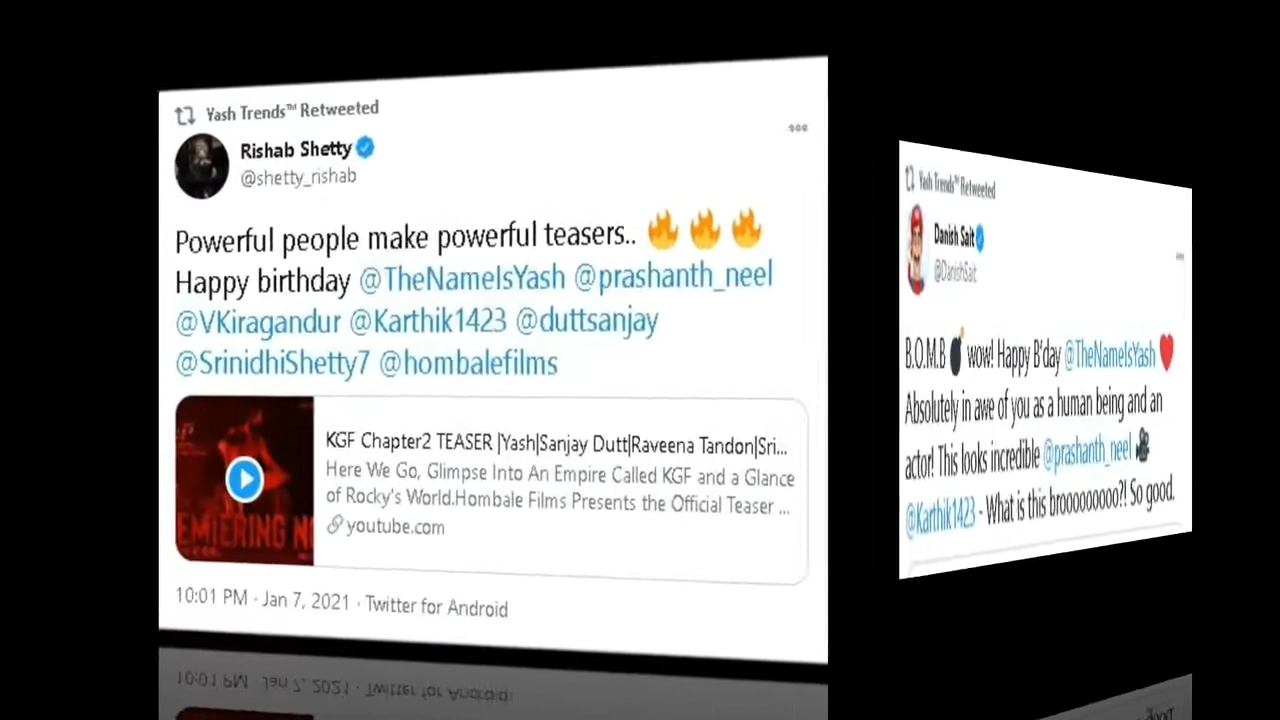 Yash Trends™ Retweeted
Rishab Shetty
@shetty_rishab
Powerful people make powerful teasers.. 🔥 🔥 🔥
Happy birthday @TheNameIsYash @prashanth_neel
@VKiragandur @Karthik1423 @duttsanjay
@SrinidhiShetty7 @hombalefilms
EMIERING N
KGF Chapter2 TEASER |Yash|Sanjay Dutt|Raveena Tandon|Sri...
Here We Go, Glimpse Into An Empire Called KGF and a Glance
of Rocky's World.Hombale Films Presents the Official Teaser ...
youtube.com
10:01 PM · Jan 7, 2021 · Twitter for Android
Yash Trends™ Retweeted
Danish Sait
@DanishSait
B.O.M.B 💣 wow! Happy B'day @TheNameIsYash ❤️
Absolutely in awe of you as a human being and an
actor! This looks incredible @prashanth_neel 🎥
@Karthik1423 - What is this brooooooooo?! So good.